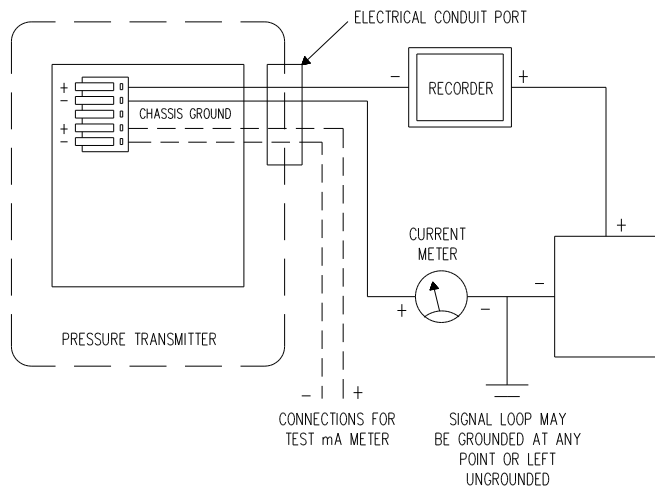 ELECTRICAL CONDUIT PORT
+
−
CHASSIS GROUND
+
−
−
RECORDER
+
+
−
CURRENT
METER
+
−
PRESSURE TRANSMITTER
−
+
CONNECTIONS FOR
TEST mA METER
SIGNAL LOOP MAY
BE GROUNDED AT ANY
POINT OR LEFT
UNGROUNDED